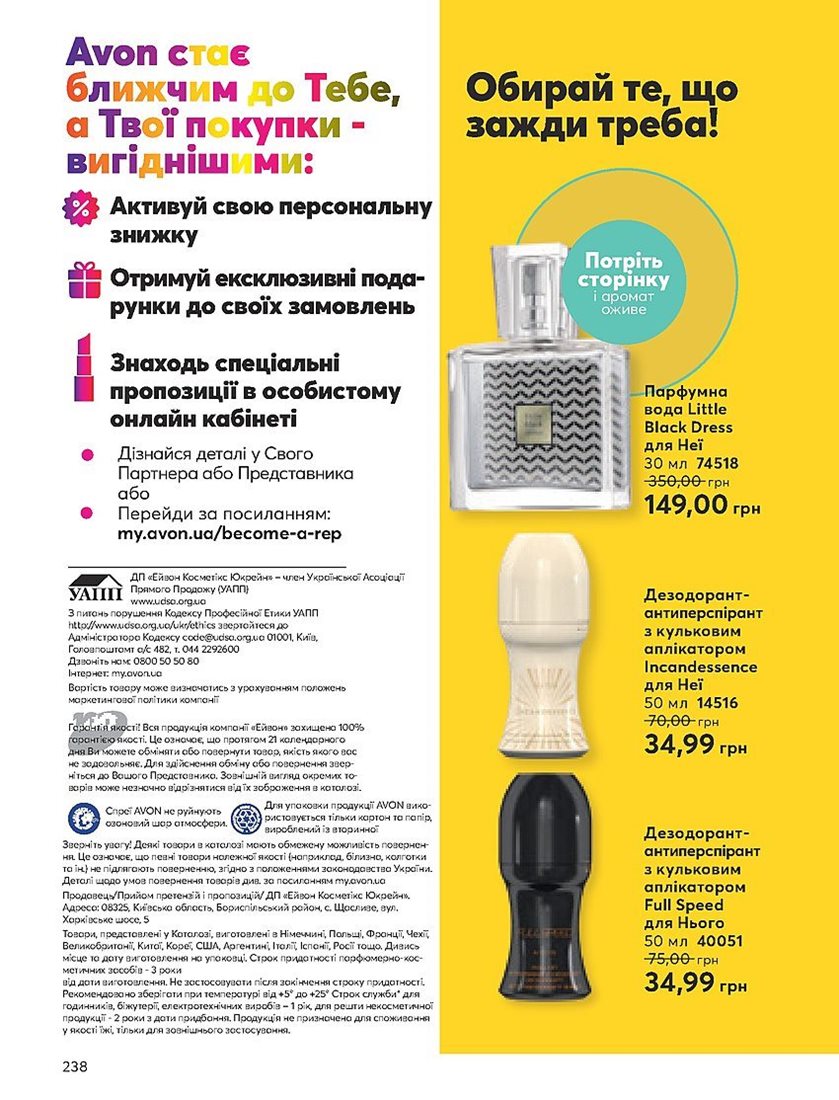 Avon стає
ближчим до Тебе,
а Твої покупки -
вигіднішими:
Активуй свою персональну
знижку
Отримуй ексклюзивні пода-
рунки до своїх замовлень
Знаходь спеціальні
пропозиції в особистому
онлайн кабінеті
Дізнайся деталі у Свого
Партнера або Представника
або
Перейди за посиланням:
my.avon.ua/become-a-rep
УАПП
ДП «Ейвон Косметікс Юкрейн» – член Української Асоціації
Прямого Продажу (УАПП)
www.udsa.org.ua
З питань порушення Кодексу Професійної Етики УАПП
http://www.udsa.org.ua/ukr/ethics звертайтеся до
Адміністратора Кодексу code@udsa.org.ua 01001, Київ,
Головпоштамт а/с 482, т. 044 2292600
Дзвоніть нам: 0800 50 50 80
Інтернет: my.avon.ua
Вартість товару може визначатись з урахуванням положень
маркетингової політики компанії
Гарантія якості! Вся продукція компанії «Ейвон» захищена 100%
гарантією якості. Це означає, що протягом 21 календарного
дня Ви можете обміняти або повернути товар, якість якого вас
не задовольняє. Для здійснення обміну або повернення звер-
ніться до Вашого Представника. Зовнішній вигляд окремих то-
варів може незначно відрізнятися від їх зображення в каталозі.
Спреї AVON не руйнують
озоновий шар атмосфери.
Для упаковки продукції AVON вико-
ристовується тільки картон та папір,
вироблений із вторинної
Зверніть увагу! Деякі товари в каталозі мають обмежену можливість повернен-
ня. Це означає, що певні товари належної якості (наприклад, білизна, колготки
та ін.) не підлягають поверненню, згідно з положеннями законодавства України.
Деталі щодо умов повернення товарів див. за посиланням my.avon.ua
Продавець/Прийом претензій і пропозицій/ ДП «Ейвон Косметікс Юкрейн».
Адреса: 08325, Київська область, Бориспільський район, с. Щасливе, вул.
Харківське шосе, 5
Товари, представлені у Каталозі, виготовлені в Німеччині, Польщі, Франції, Чехії,
Великобританії, Китаї, Кореї, США, Аргентині, Італії, Іспанії, Росії тощо. Дивись
місце та дату виготовлення на упаковці. Строк придатності парфюмерно-кос-
метичних засобів - 3 роки
від дати виготовлення. Не застосовувати після закінчення строку придатності.
Рекомендовано зберігати при температурі від +5° до +25° Строк служби* для
годинників, біжутерії, електротехнічних виробів – 1 рік, для решти некосметичної
продукції - 2 роки з дати придбання. Продукція не призначена для споживання
у якості їжі, тільки для зовнішнього застосування.
238
Обирай те, що
зажди треба!
Потріть
сторінку
і аромат
оживе
Парфумна
вода Little
Black Dress
для Неї
30 мл 74518
350,00 грн
149,00 грн
Дезодорант-
антиперспірант
з кульковим
аплікатором
Incandessence
для Неї
50 мл 14516
70,00 грн
34,99 грн
Дезодорант-
антиперспірант
з кульковим
аплікатором
Full Speed
для Нього
50 мл 40051
75,00 грн
34,99 грн
FULL SPEED